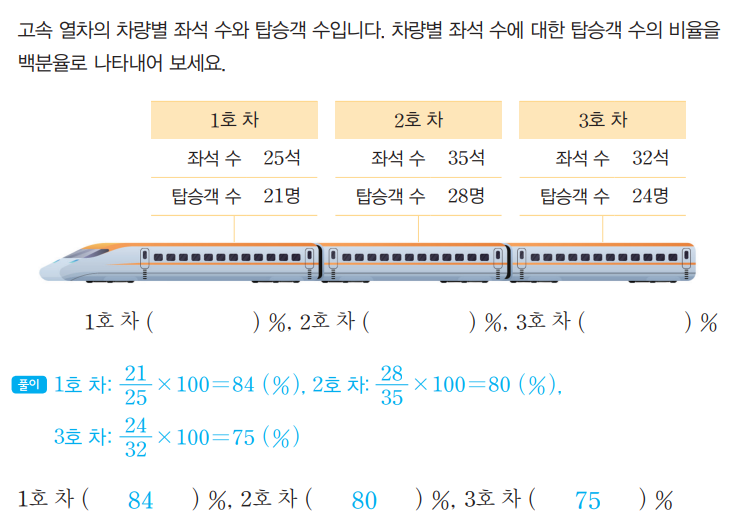 고속 열차의 차량별 좌석 수와 탑승객 수입니다. 차량별 좌석 수에 대한 탑승객 수의 비율을
백분율로 나타내어 보세요.
1호 차 2호 차 3호 차
좌석 수 25석 좌석 수 35석 좌석 수 32석
탑승객 수 21명 탑승객 수 28명 탑승객 수 24명
1호 차 ( ) %, 2호 차 ( ) %, 3호 차 ( ) %
풀이 1호 차: 21/25 ×100=84 (%), 2호 차: 28/35 ×100=80 (%),
3호 차: 24/32 ×100=75 (%)
1호 차 ( 84 ) %, 2호 차 ( 80 ) %, 3호 차 ( 75 ) %